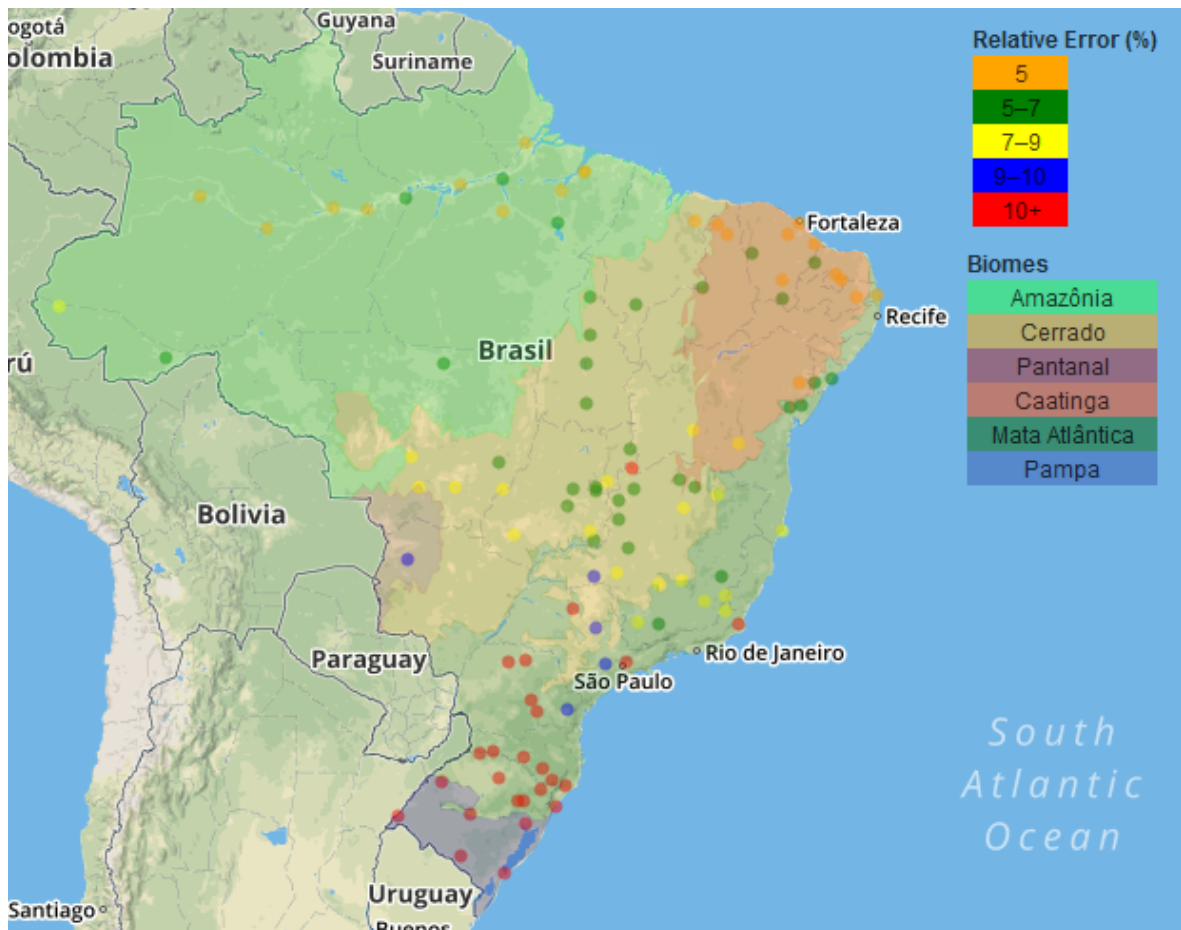 ogotá
olombia
Guyana
Suriname
Relative Error (%)
5
5–7
7–9
9–10
10+
Fortaleza
Biomes
Amazônia
Cerrado
Pantanal
Caatinga
Mata Atlântica
Pampa
Recife
rú
Brasil
Bolivia
Paraguay
Rio de Janeiro
São Paulo
South
Atlantic
Ocean
Uruguay
Santiago
Buenos